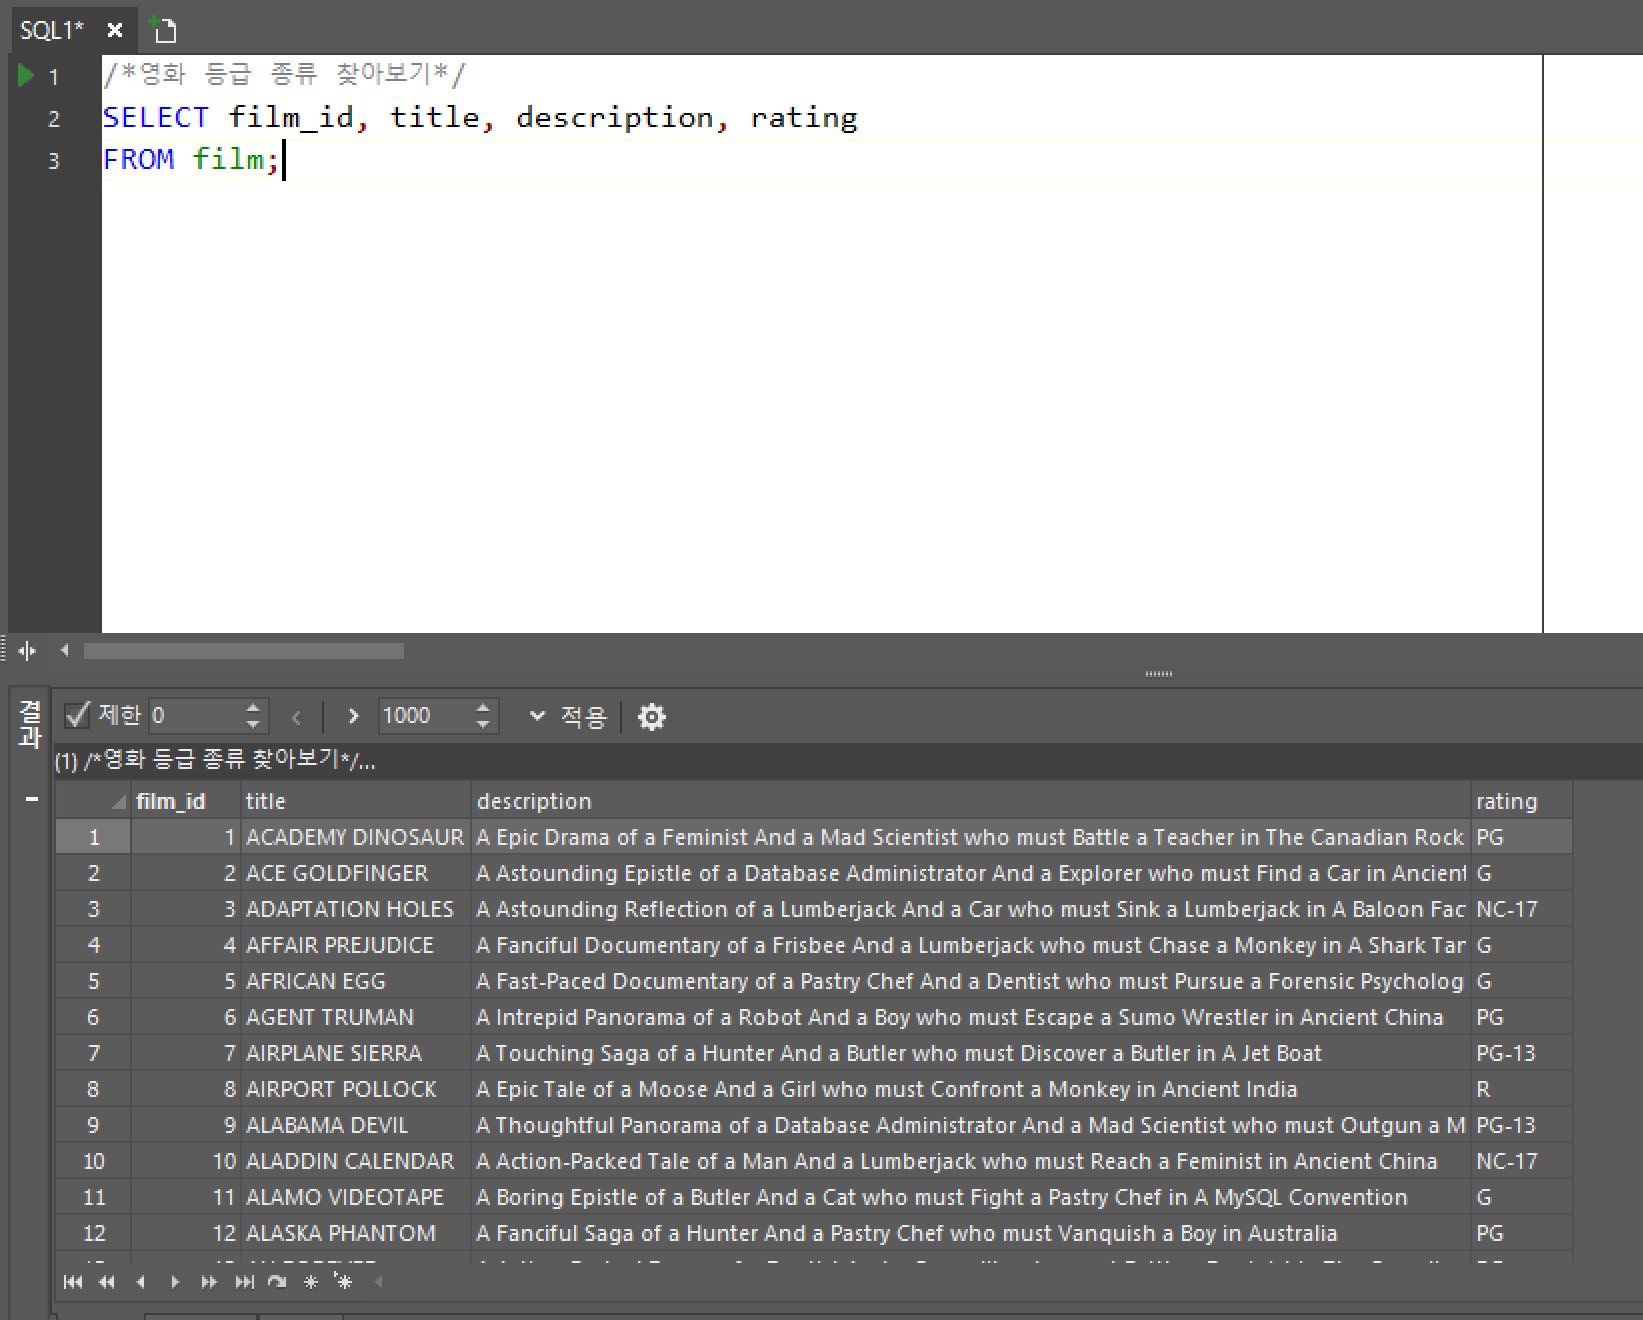 SQL1*
1 /*영화 등급 종류 찾아보기*/
2 SELECT film_id, title, description, rating
3 FROM film;
결과
제한 0 1000 적용
(1) /*영화 등급 종류 찾아보기*/...
film_id title description rating
1 1 ACADEMY DINOSAUR A Epic Drama of a Feminist And a Mad Scientist who must Battle a Teacher in The Canadian Rock PG
2 2 ACE GOLDFINGER A Astounding Epistle of a Database Administrator And a Explorer who must Find a Car in Ancient G
3 3 ADAPTATION HOLES A Astounding Reflection of a Lumberjack And a Car who must Sink a Lumberjack in A Baloon Fac NC-17
4 4 AFFAIR PREJUDICE A Fanciful Documentary of a Frisbee And a Lumberjack who must Chase a Monkey in A Shark Tan G
5 5 AFRICAN EGG A Fast-Paced Documentary of a Pastry Chef And a Dentist who must Pursue a Forensic Psycholog G
6 6 AGENT TRUMAN A Intrepid Panorama of a Robot And a Boy who must Escape a Sumo Wrestler in Ancient China PG
7 7 AIRPLANE SIERRA A Touching Saga of a Hunter And a Butler who must Discover a Butler in A Jet Boat PG-13
8 8 AIRPORT POLLOCK A Epic Tale of a Moose And a Girl who must Confront a Monkey in Ancient India R
9 9 ALABAMA DEVIL A Thoughtful Panorama of a Database Administrator And a Mad Scientist who must Outgun a M PG-13
10 10 ALADDIN CALENDAR A Action-Packed Tale of a Man And a Lumberjack who must Reach a Feminist in Ancient China NC-17
11 11 ALAMO VIDEOTAPE A Boring Epistle of a Butler And a Cat who must Fight a Pastry Chef in A MySQL Convention G
12 12 ALASKA PHANTOM A Fanciful Saga of a Hunter And a Pastry Chef who must Vanquish a Boy in Australia PG